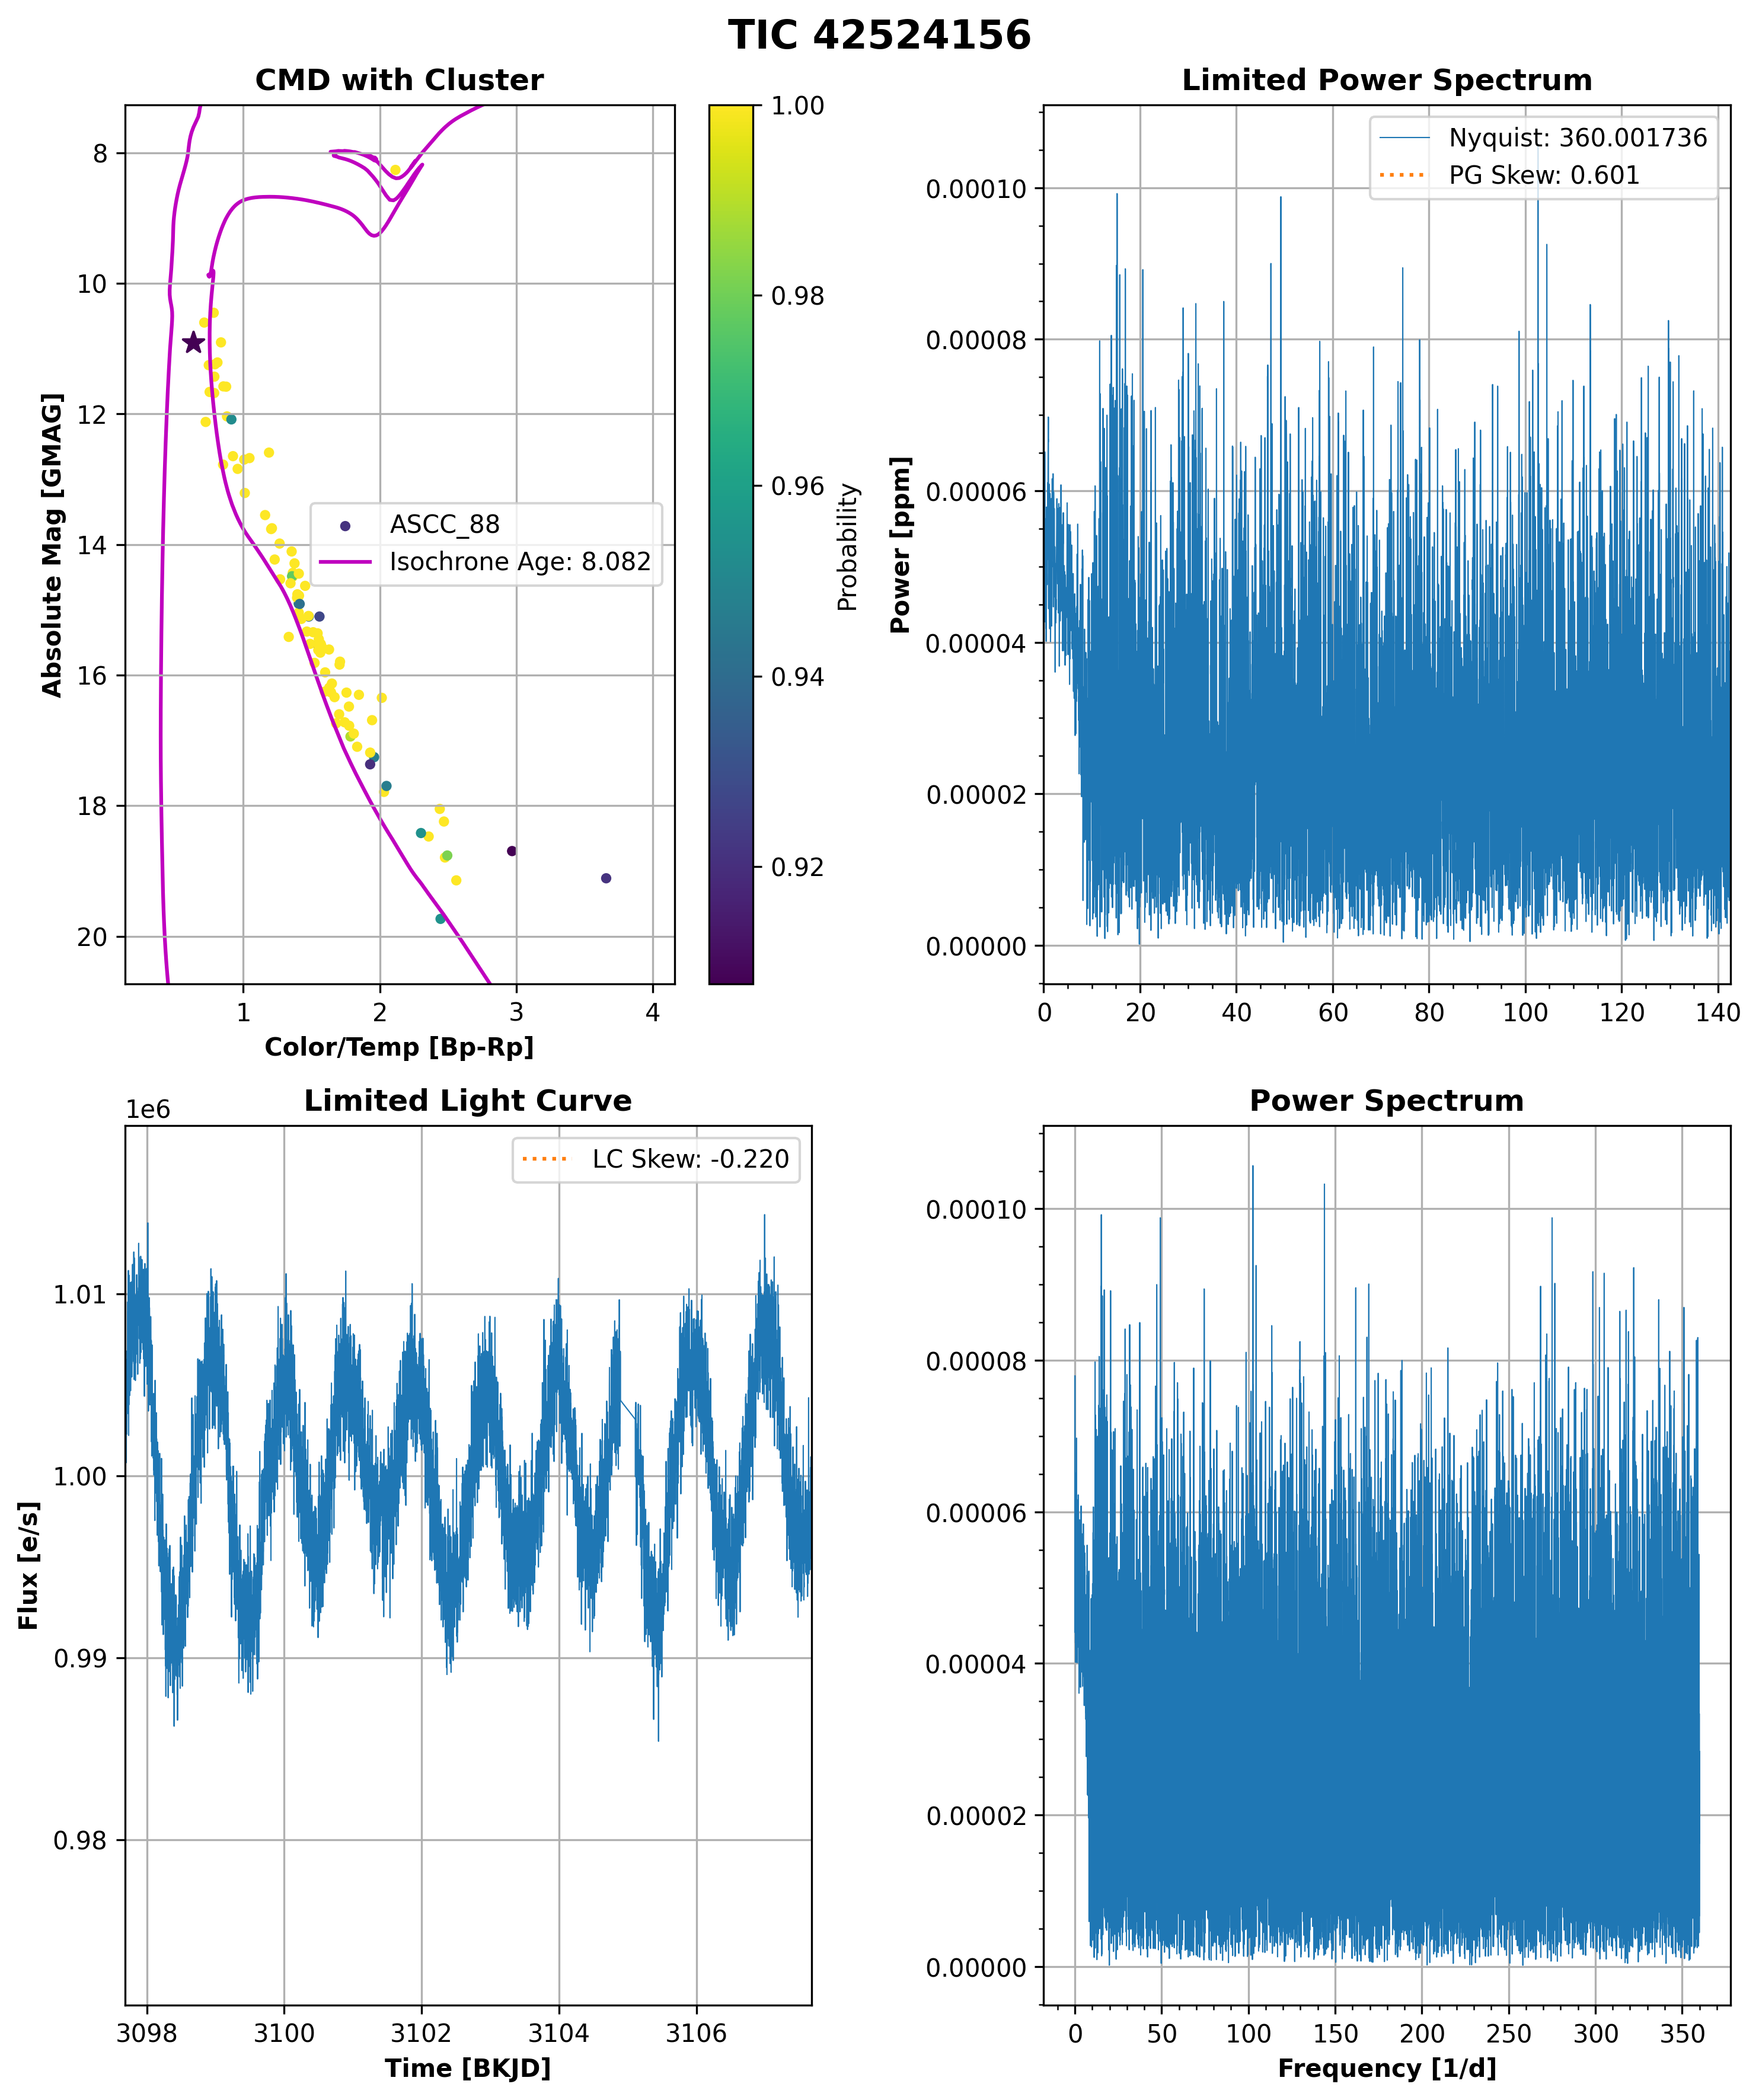 TIC 42524156
CMD with Cluster
8
10
12
14
16
18
20
Absolute Mag [GMAG]
1
2
3
4
Color/Temp [Bp-Rp]
ASCC_88
Isochrone Age: 8.082
1.00
0.98
0.96
0.94
0.92
Probability
Limited Power Spectrum
Nyquist: 360.001736
PG Skew: 0.601
0.00010
0.00008
0.00006
0.00004
0.00002
0.00000
Power [ppm]
0
20
40
60
80
100
120
140
Limited Light Curve
1e6
LC Skew: -0.220
1.01
1.00
0.99
0.98
Flux [e/s]
3098
3100
3102
3104
3106
Time [BKJD]
Power Spectrum
0.00010
0.00008
0.00006
0.00004
0.00002
0.00000
0
50
100
150
200
250
300
350
Frequency [1/d]